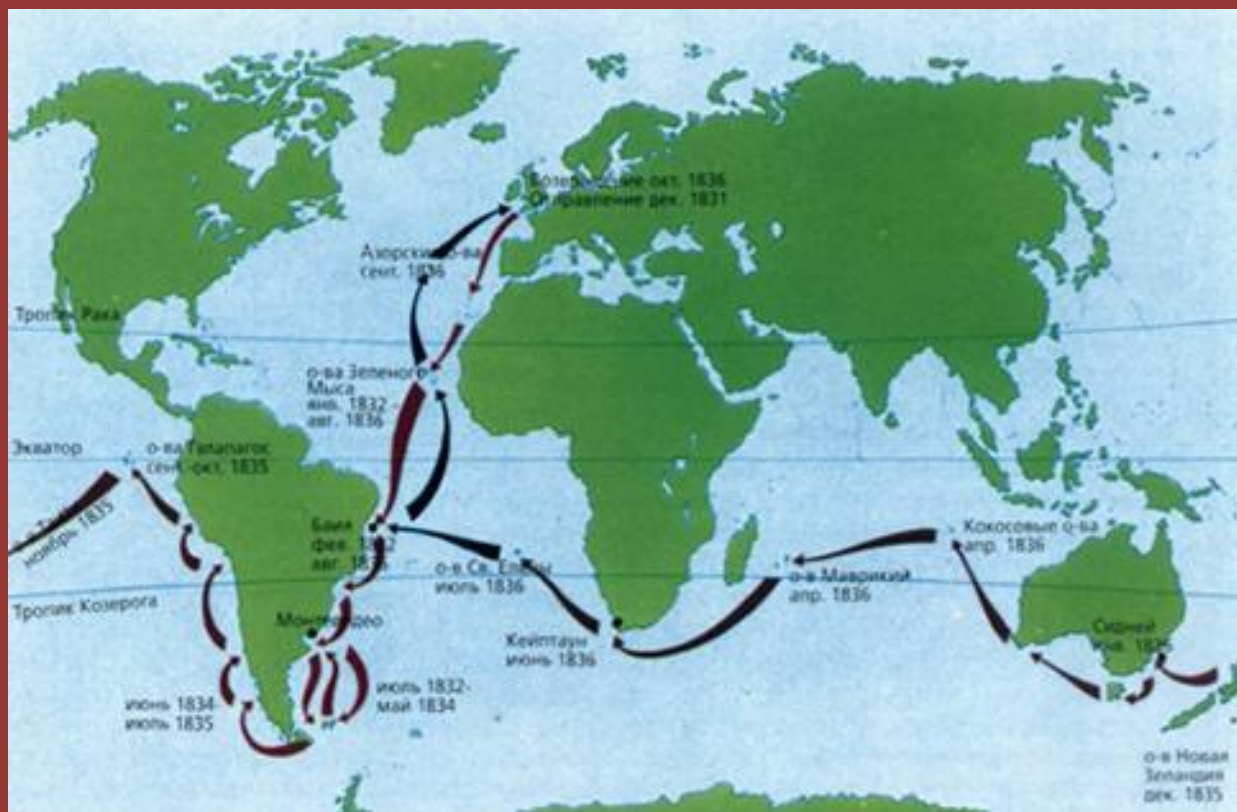 Возвращение окт. 1836
Отправление дек. 1831
Азорские о-ва
сент. 1836
Тропик Рака
о-ва Зеленого
Мыса
янв. 1832 -
авг. 1836
Экватор
о-ва Галапагос
сент.-окт. 1835
ноябрь 1835
Баия
фев.
авг.
Кокосовые о-ва
апр. 1836
о-в Св. Елены
июль 1836
о-в Маврикий
апр. 1836
Тропик Козерога
Монтевидео
Кейптаун
июнь 1836
Сидней
янв. 1836
июль 1832-
май 1834
июнь 1834-
июль 1835
о-в Новая
Зеландия
дек. 1835